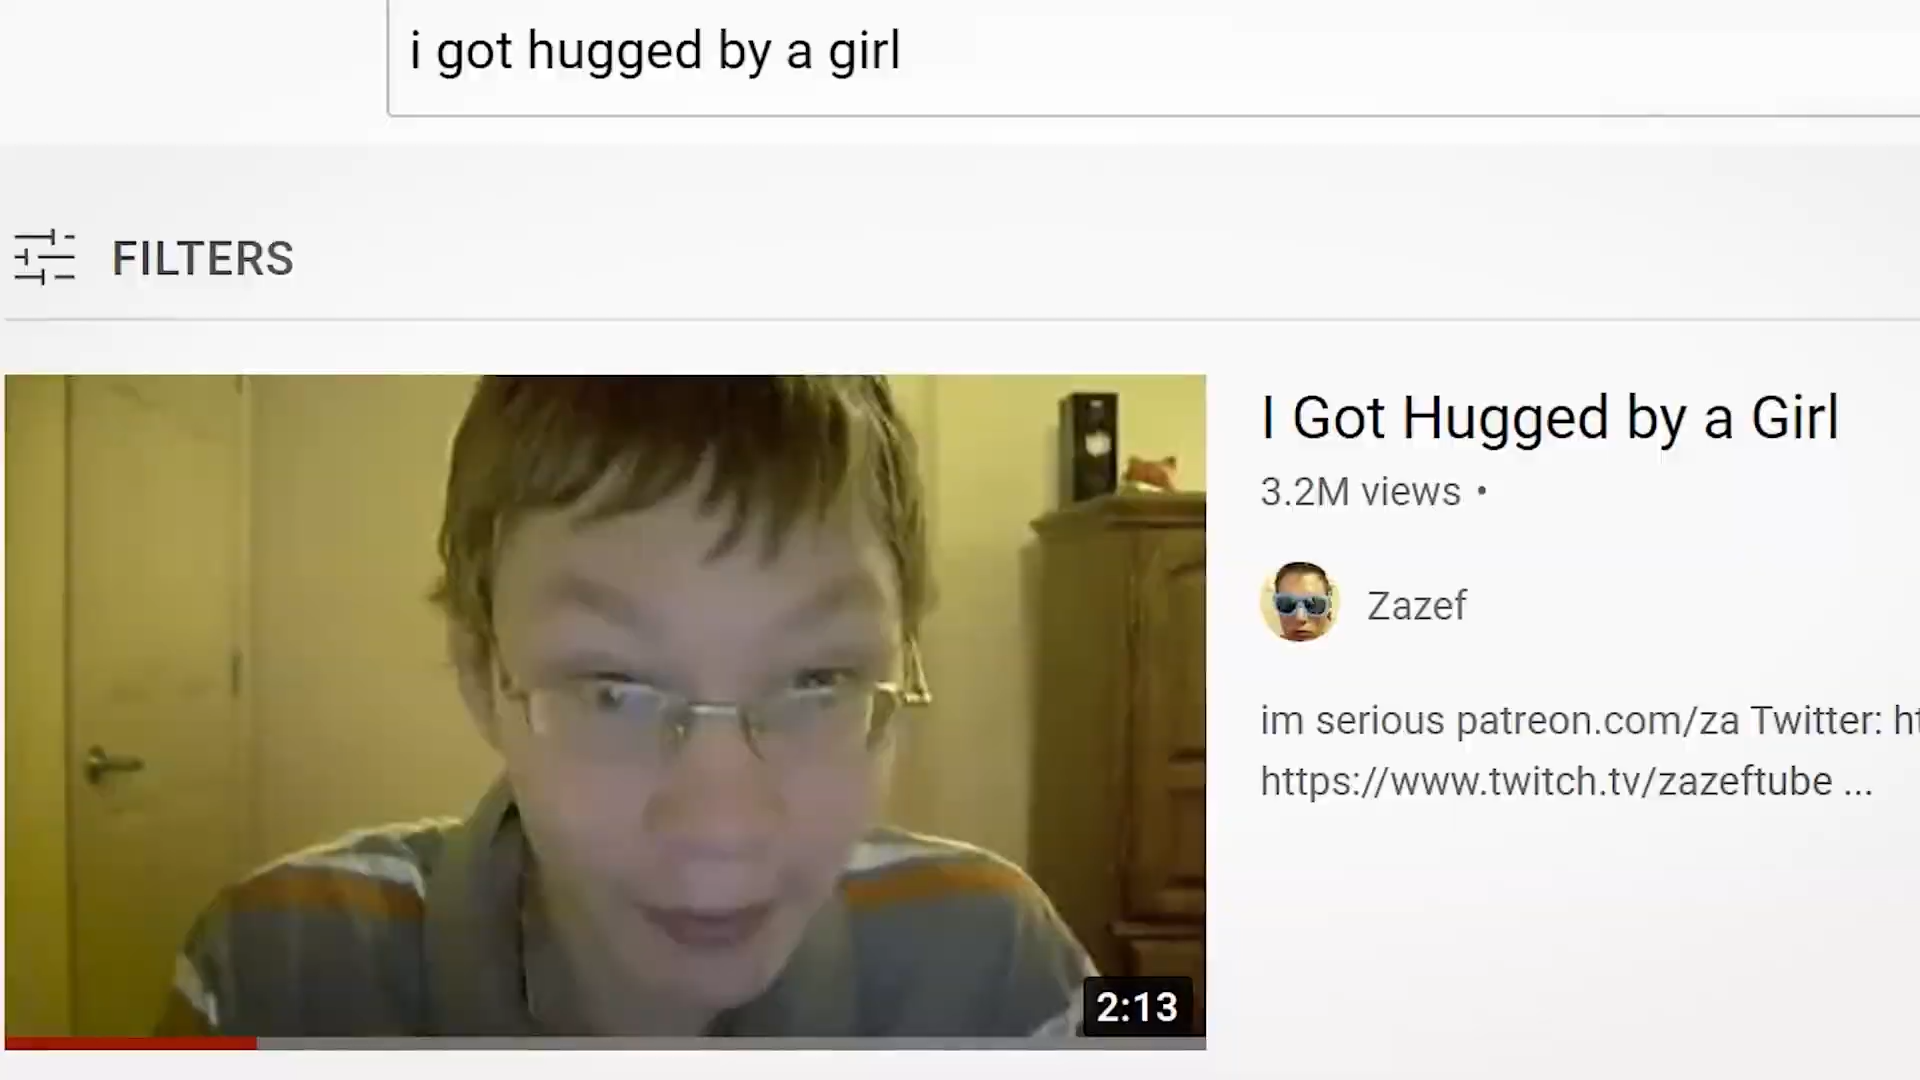 i got hugged by a girl
FILTERS
I Got Hugged by a Girl
3.2M views •
Zazef
im serious patreon.com/za Twitter: ht
https://www.twitch.tv/zazeftube ...
2:13